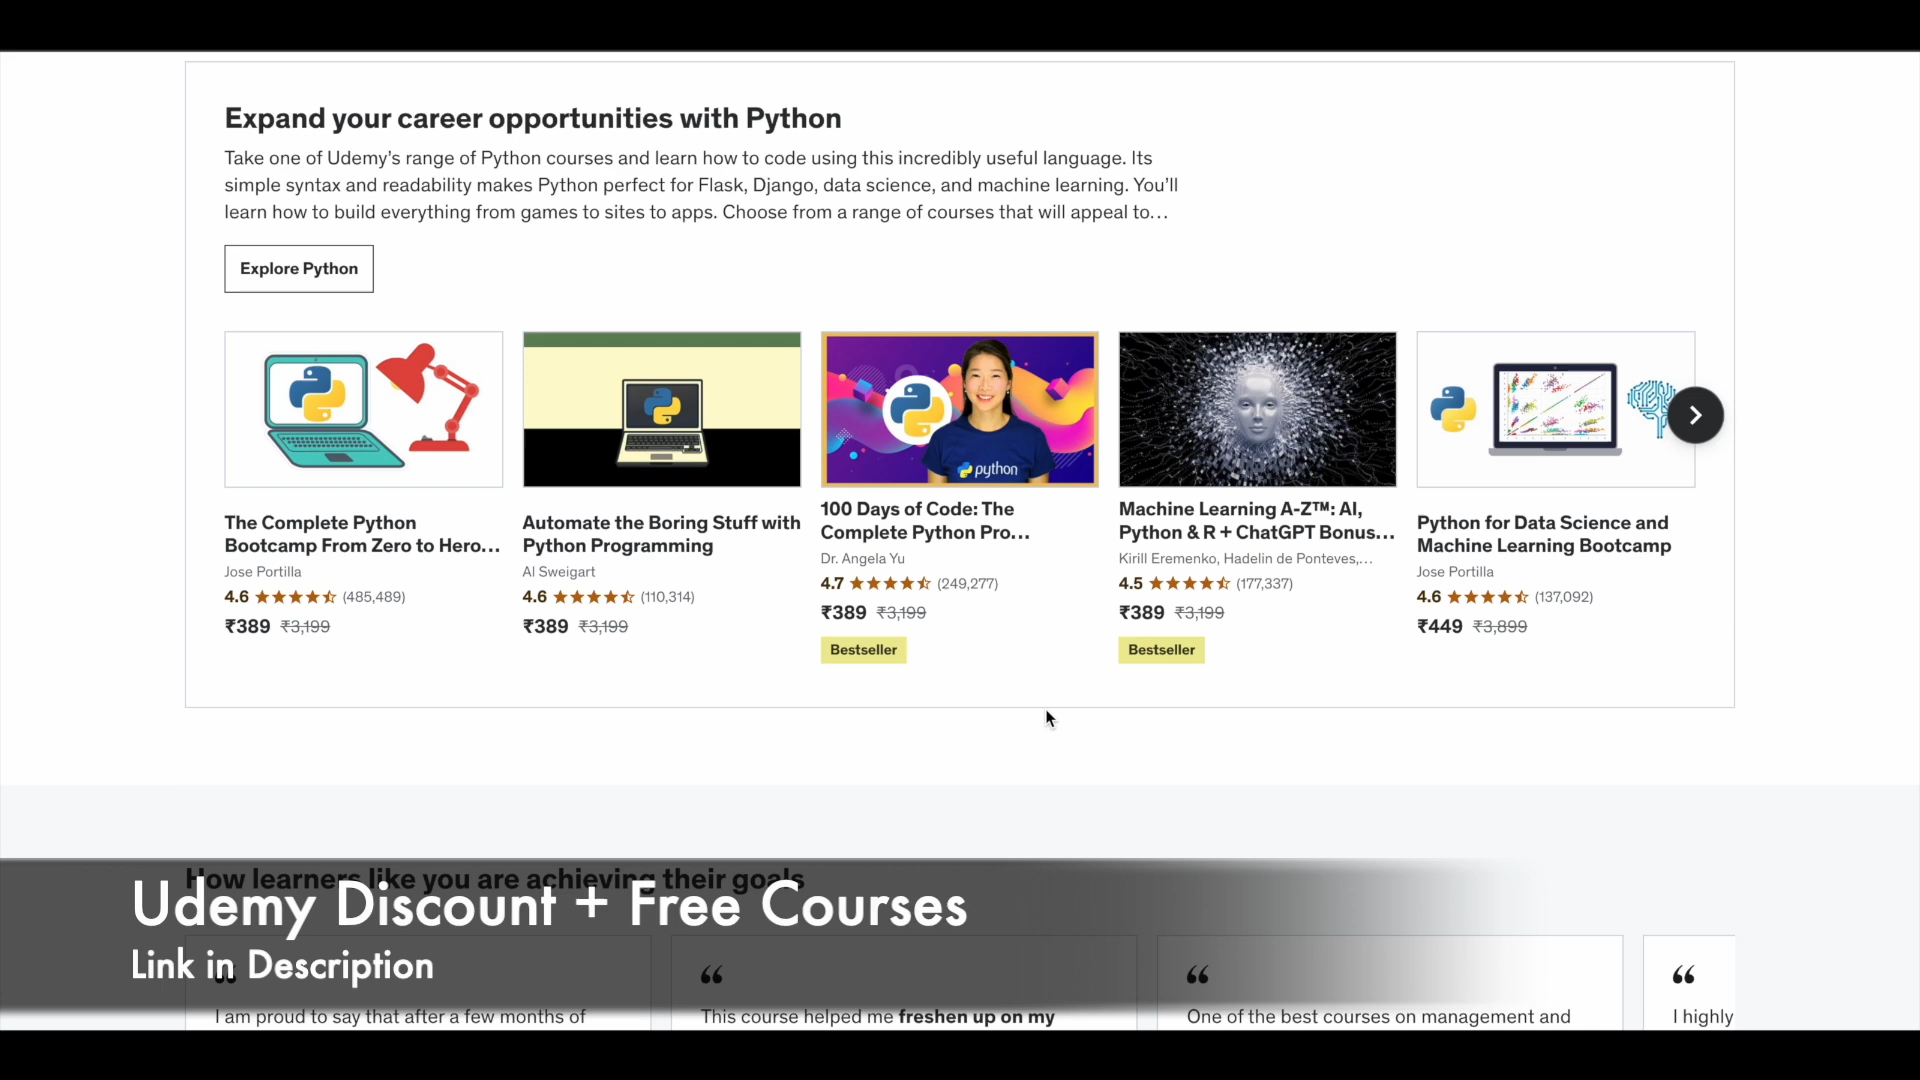 Expand your career opportunities with Python
Take one of Udemy's range of Python courses and learn how to code using this incredibly useful language. Its
simple syntax and readability makes Python perfect for Flask, Django, data science, and machine learning. You'll
learn how to build everything from games to sites to apps. Choose from a range of courses that will appeal to…
Explore Python
python
The Complete Python
Bootcamp From Zero to Hero…
Jose Portilla
4.6 (485,489)
₹389 ₹3,199
Automate the Boring Stuff with
Python Programming
Al Sweigart
4.6 (110,314)
₹389 ₹3,199
100 Days of Code: The
Complete Python Pro…
Dr. Angela Yu
4.7 (249,277)
₹389 ₹3,199
Bestseller
Machine Learning A-Z™: AI,
Python & R + ChatGPT Bonus…
Kirill Eremenko, Hadelin de Ponteves,…
4.5 (177,337)
₹389 ₹3,199
Bestseller
Python for Data Science and
Machine Learning Bootcamp
Jose Portilla
4.6 (137,092)
₹449 ₹3,899
How learners like you are achieving their goals
Udemy Discount + Free Courses
Link in Description
I am proud to say that after a few months of
This course helped me freshen up on my
One of the best courses on management and
I highly